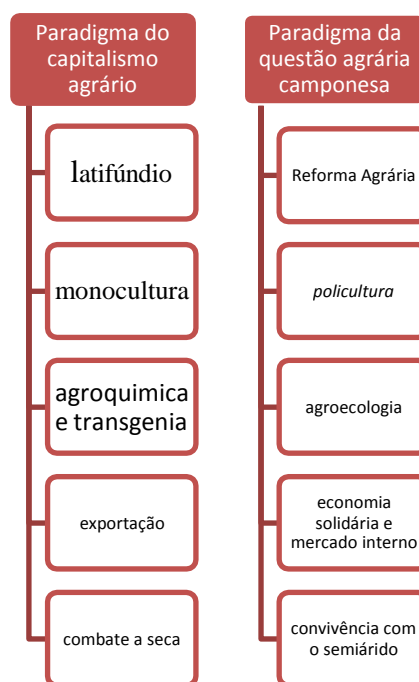 Paradigma do
capitalismo
agrário
latifúndio
monocultura
agroquimica
e transgenia
exportação
combate a seca
Paradigma da
questão agrária
camponesa
Reforma Agrária
policultura
agroecologia
economia
solidária e
mercado interno
convivência com
o semiárido